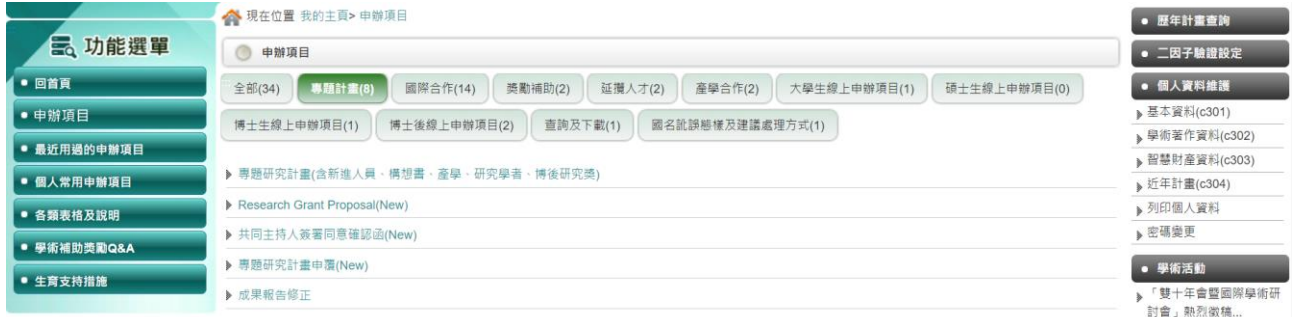 現在位置 我的主頁> 申辦項目
功能選單
回首頁
申辦項目
最近用過的申辦項目
個人常用申辦項目
各類表格及說明
學術補助獎勵Q&A
生育支持措施
申辦項目
全部(34) 專題計畫(8) 國際合作(14) 獎勵補助(2) 延攬人才(2) 產學合作(2) 大學生線上申辦項目(1) 碩士生線上申辦項目(0)
博士生線上申辦項目(1) 博士後線上申辦項目(2) 查詢及下載(1) 國名訛誤態樣及建議處理方式(1)
專題研究計畫(含新進人員、構想書、產學、研究學者、博後研究獎)
Research Grant Proposal(New)
共同主持人簽署同意確認函(New)
專題研究計畫申覆(New)
成果報告修正
歷年計畫查詢
二因子驗證設定
個人資料維護
基本資料(c301)
學術著作資料(c302)
智慧財產資料(c303)
近年計畫(c304)
列印個人資料
密碼變更
學術活動
「雙十年會暨國際學術研
討會」熱烈徵稿...